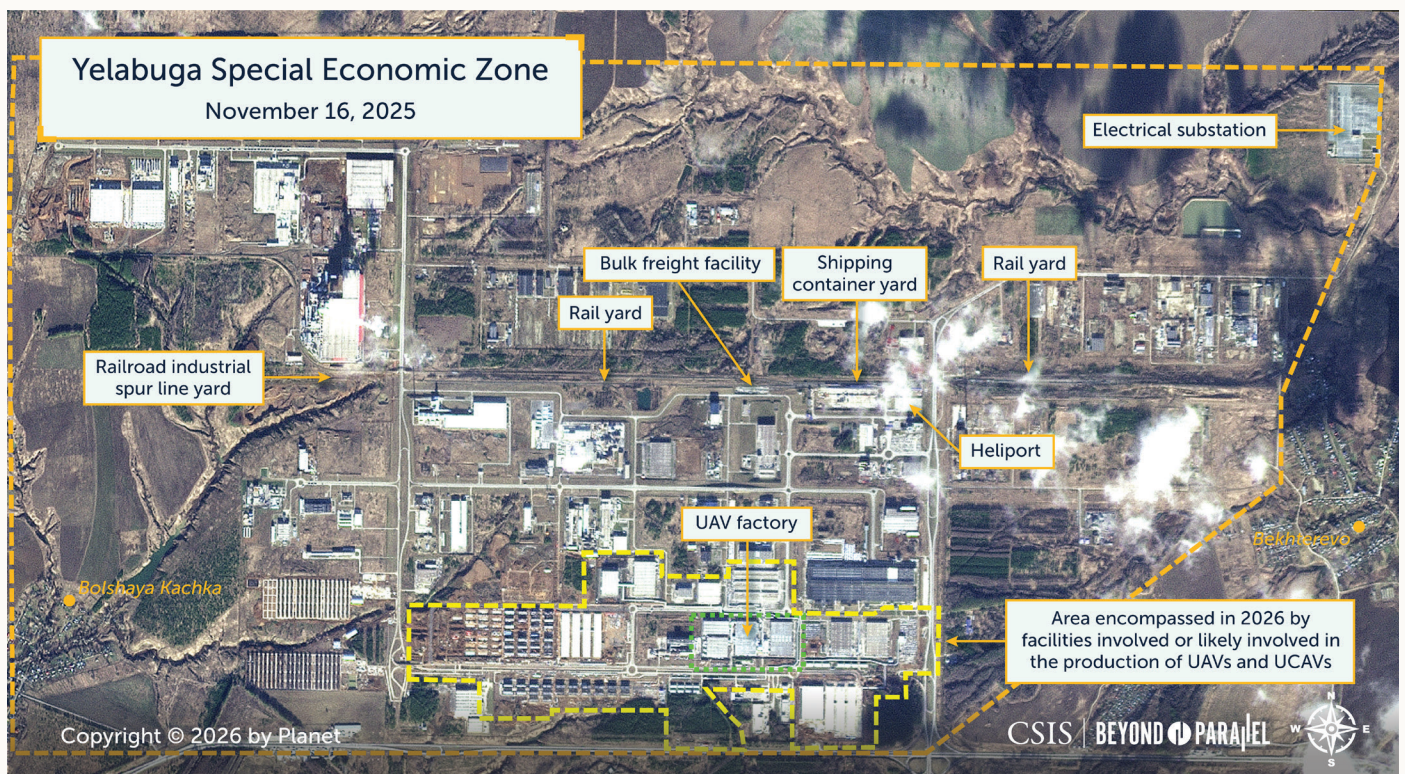 Yelabuga Special Economic Zone
November 16, 2025
Electrical substation
Bulk freight facility
Shipping
container yard
Rail yard
Rail yard
Railroad industrial
spur line yard
Heliport
UAV factory
Bekhterevo
Bolshaya Kachka
Area encompassed in 2026 by
facilities involved or likely involved in
the production of UAVs and UCAVs
N
W E
S
Copyright © 2026 by Planet
CSIS | BEYOND PARALLEL